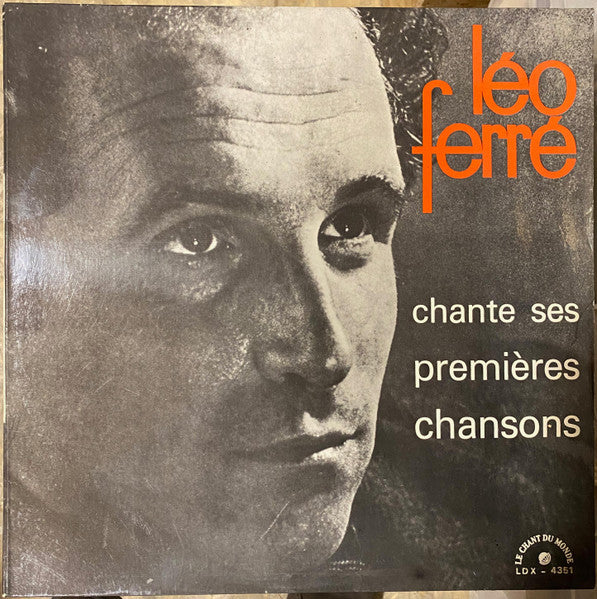 léo
ferré
chante ses
premières
chansons
LE CHANT DU MONDE
LDX - 4351